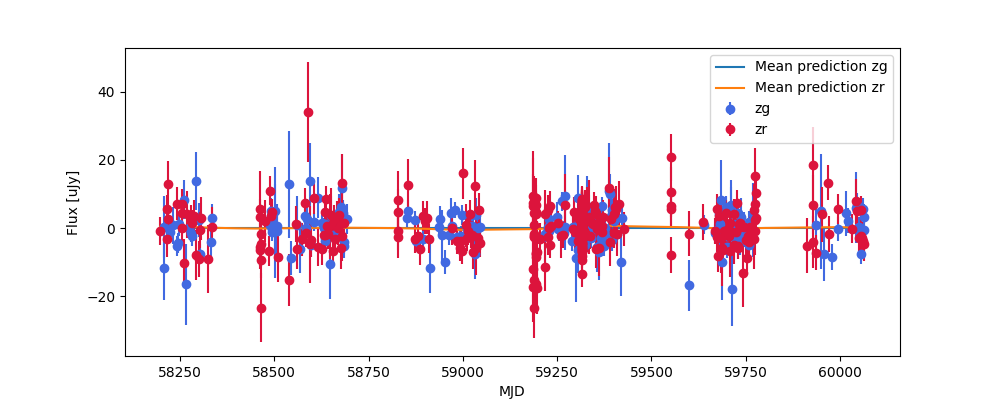 Mean prediction zg
Mean prediction zr
zg
zr
Flux [uJy]
40
20
0
−20
58250
58500
58750
59000
59250
59500
59750
60000
MJD